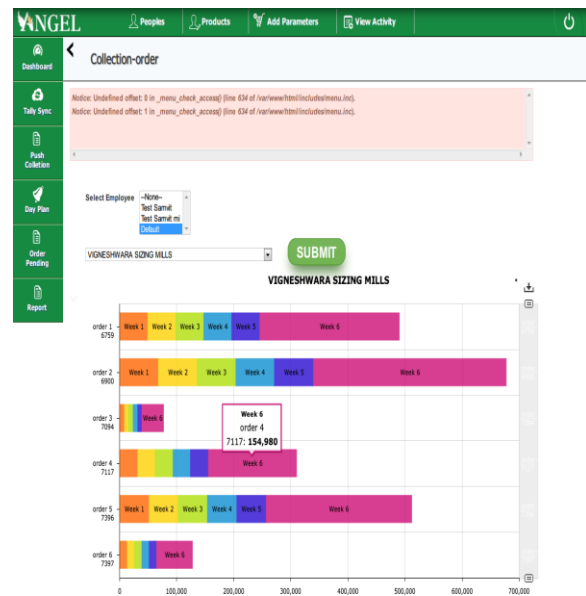 ANGEL
Peoples
Products
Add Parameters
View Activity
Dashboard
Tally Sync
Push
Colletion
Day Plan
Order
Pending
Report
Collection-order
Notice: Undefined offset: 0 in _menu_check_access() (line 634 of /var/www/html/includes/menu.inc).
Notice: Undefined offset: 1 in _menu_check_access() (line 634 of /var/www/html/includes/menu.inc).
Select Employee
--None--
Test Samvit
Test Samvit mi
Default
VIGNESHWARA SIZING MILLS
SUBMIT
VIGNESHWARA SIZING MILLS
order 1
6759
Week 1 Week 2 Week 3 Week 4 Week 5 Week 6
order 2
6900
Week 1 Week 2 Week 3 Week 4 Week 5 Week 6
order 3
7094
Week 6
Week 6
order 4
7117: 154,980
order 4
7117
Week 6
order 5
7396
Week 1 Week 2 Week 3 Week 4 Week 5 Week 6
order 6
7397
Week 6
0 100,000 200,000 300,000 400,000 500,000 600,000 700,000